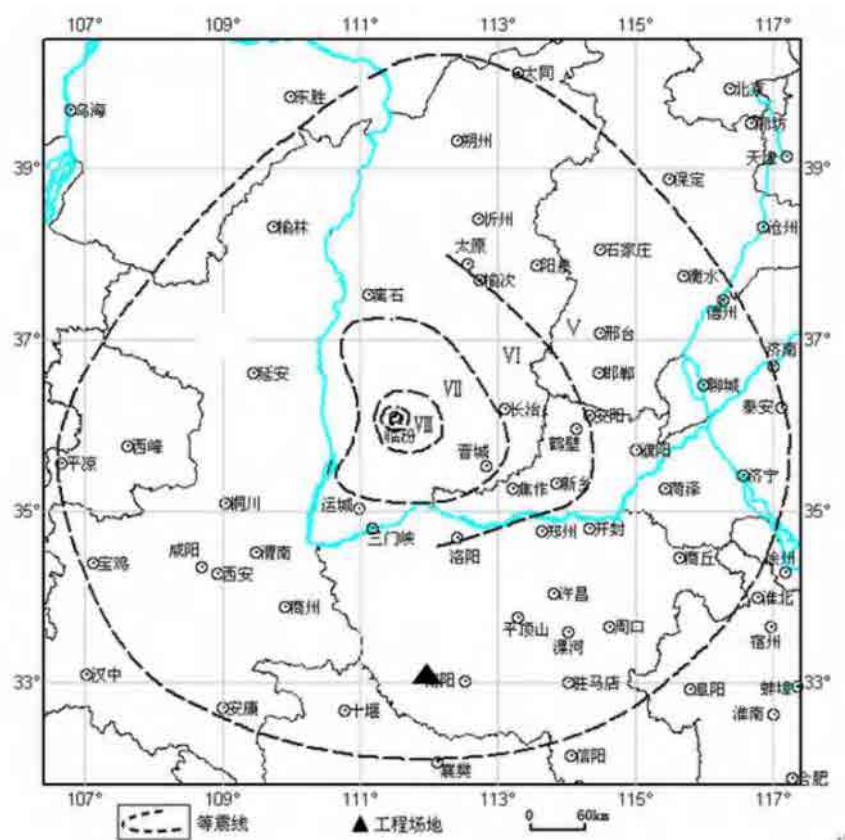 107° 109° 111° 113° 115° 117°
大同
北京
东胜
乌海
廊坊
朔州
天津
39° 39°
保定
忻州
榆林
沧州
太原
石家庄
阳泉
榆次
衡水
离石
德州
37° 37°
V
邢台
济南
VI
延安
邯郸
聊城
VII
长治
安阳
泰安
VIII
临汾
鹤壁
西峰
晋城
濮阳
平凉
济宁
焦作
新乡
菏泽
35° 35°
铜川
运城
三门峡
郑州
开封
洛阳
咸阳
渭南
商丘
徐州
宝鸡
西安
许昌
淮北
商州
平顶山
漯河
周口
宿州
33° 33°
汉中
阳
驻马店
阜阳
蚌埠
安康
十堰
淮南
信阳
襄樊
合肥
107° 109° 111° 113° 115° 117°
等震线 工程场地 0 60km